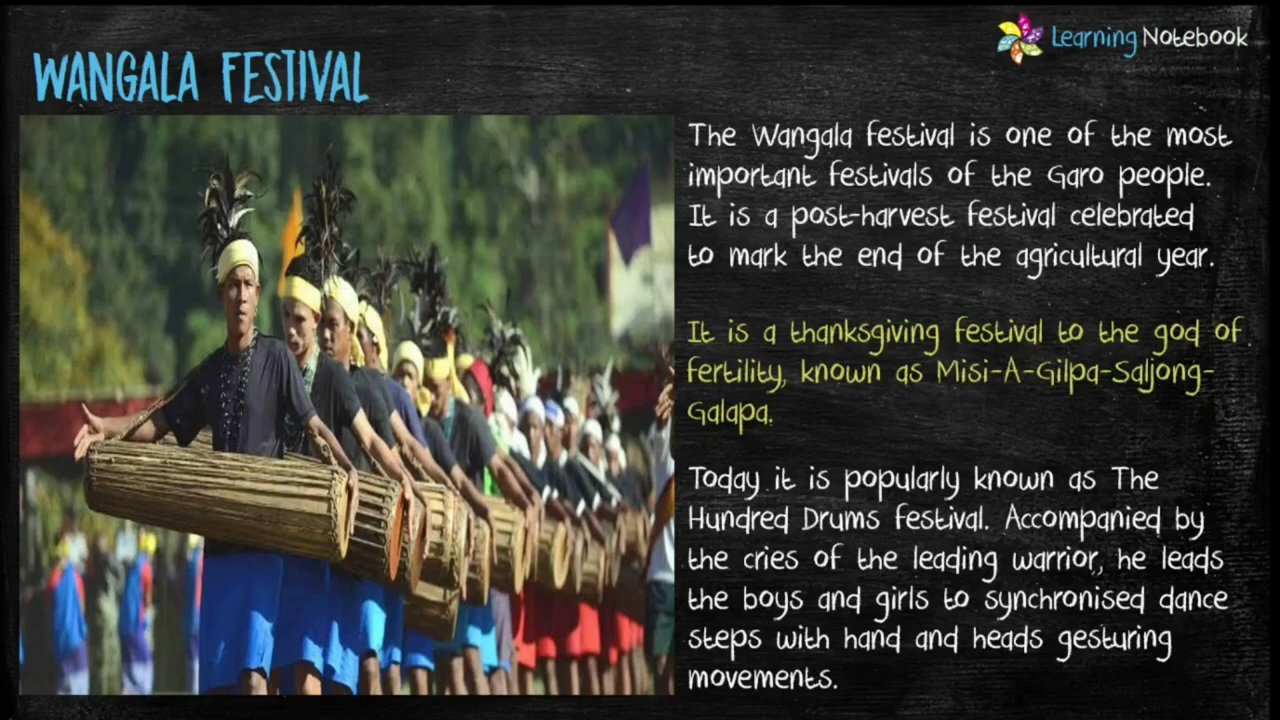 Learning Notebook
WANGALA FESTIVAL
The Wangala festival is one of the most
important festivals of the Garo people.
It is a post-harvest festival celebrated
to mark the end of the agricultural year.
It is a thanksgiving festival to the god of
fertility, known as Misi-A-Gilpa-Saljong-
Galapa.
Today it is popularly known as The
Hundred Drums festival. Accompanied by
the cries of the leading warrior, he leads
the boys and girls to synchronised dance
steps with hand and heads gesturing
movements.